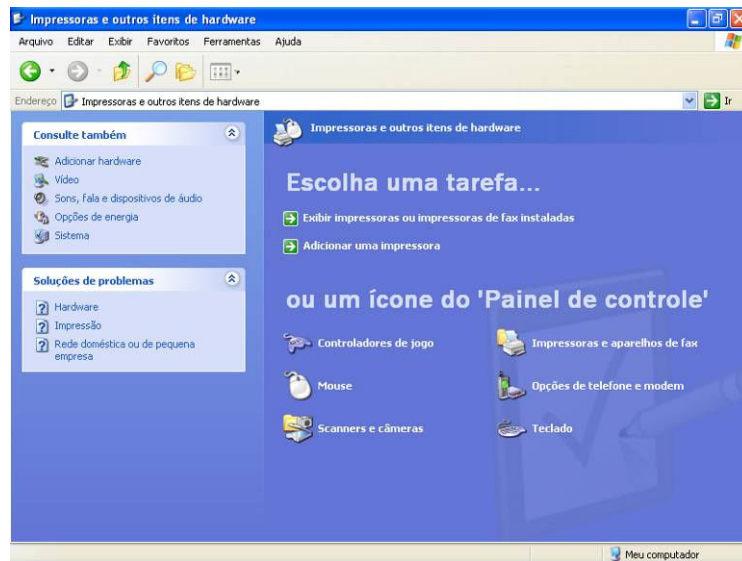 Impressoras e outros itens de hardware
Arquivo Editar Exibir Favoritos Ferramentas Ajuda
Endereço Impressoras e outros itens de hardware Ir
Consulte também
Adicionar hardware
Vídeo
Sons, fala e dispositivos de áudio
Opções de energia
Sistema
Soluções de problemas
Hardware
Impressão
Rede doméstica ou de pequena
empresa
Impressoras e outros itens de hardware
Escolha uma tarefa...
Exibir impressoras ou impressoras de fax instaladas
Adicionar uma impressora
ou um ícone do 'Painel de controle'
Controladores de jogo
Impressoras e aparelhos de fax
Mouse
Opções de telefone e modem
Scanners e câmeras
Teclado
Meu computador